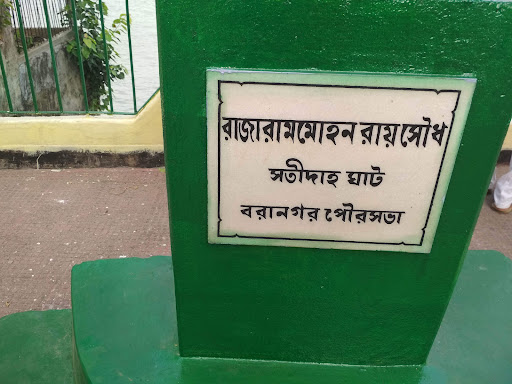 রাজা রামমোহন রায় সৌধ
সতীদাহ ঘাট
বরানগর পৌরসভা